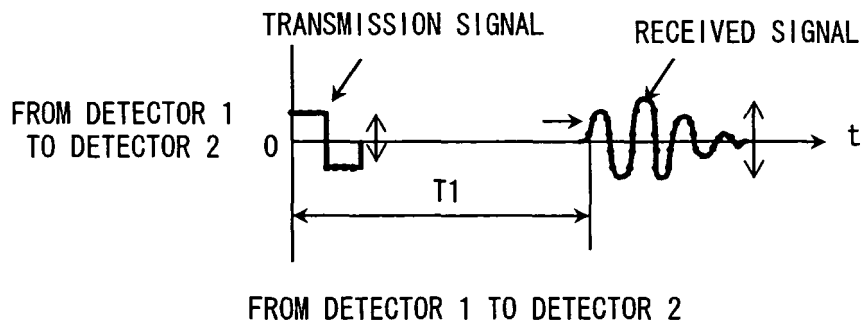 TRANSMISSION SIGNAL
RECEIVED SIGNAL
FROM DETECTOR 1
TO DETECTOR 2
0
t
T1
FROM DETECTOR 1 TO DETECTOR 2